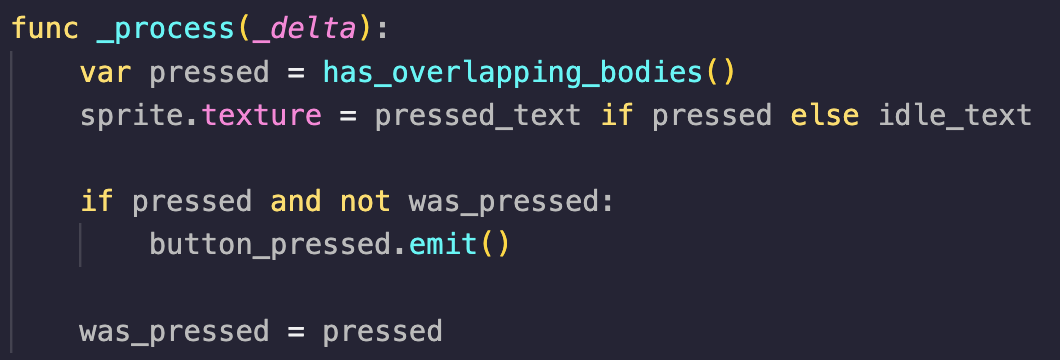 func _process(_delta):
    var pressed = has_overlapping_bodies()
    sprite.texture = pressed_text if pressed else idle_text

    if pressed and not was_pressed:
        button_pressed.emit()

    was_pressed = pressed